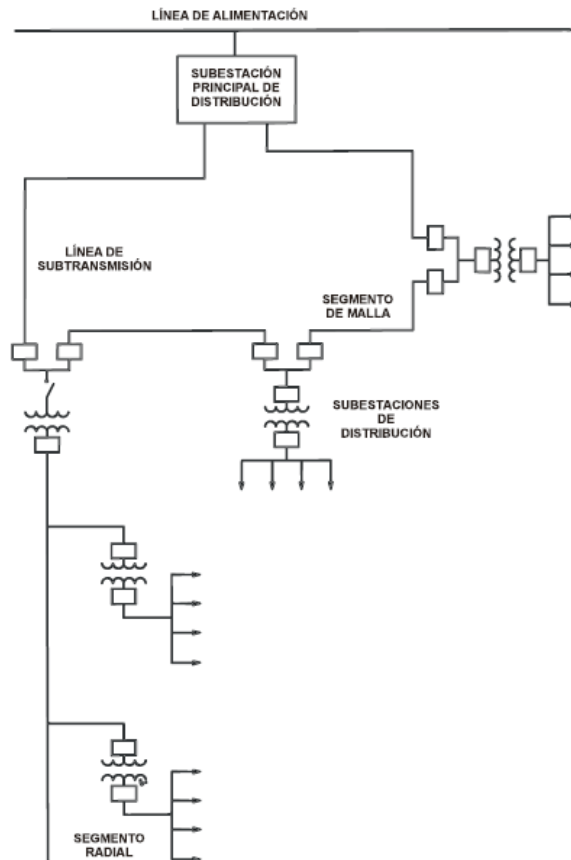 LÍNEA DE ALIMENTACIÓN
SUBESTACIÓN
PRINCIPAL DE
DISTRIBUCIÓN
LÍNEA DE
SUBTRANSMISIÓN
SEGMENTO
DE MALLA
SUBESTACIONES
DE
DISTRIBUCIÓN
SEGMENTO
RADIAL